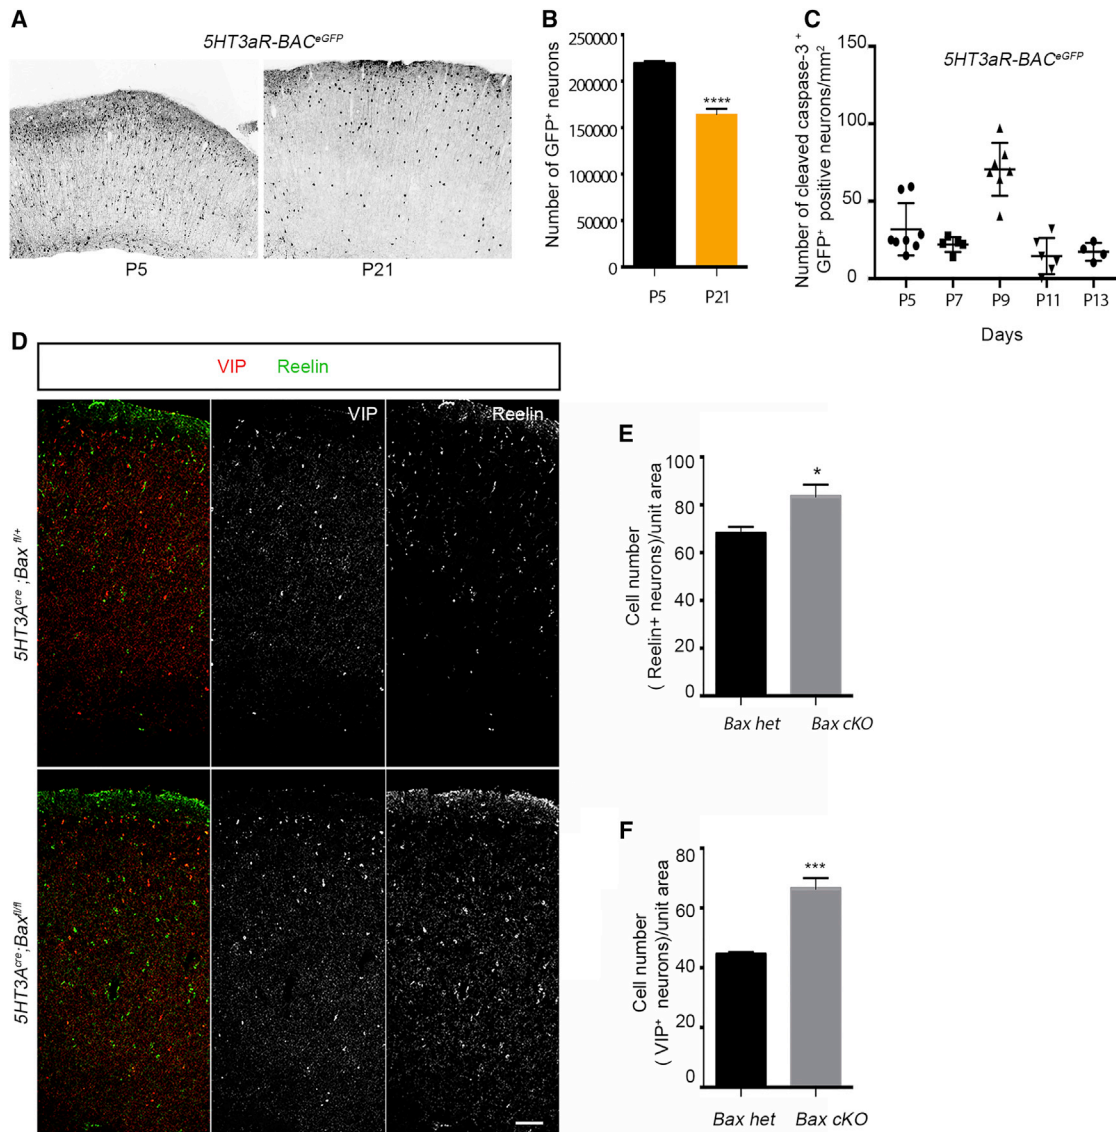 A
5HT3aR-BAC^eGFP
P5
P21
B
Number of GFP⁺ neurons
250000
200000
150000
100000
50000
0
****
P5
P21
C
5HT3aR-BAC^eGFP
Number of cleaved caspase-3 ⁺
GFP⁺ positive neurons/mm²
150
100
50
0
P5
P7
P9
P11
P13
Days
D
VIP
Reelin
VIP
Reelin
5HT3A^cre ;Bax ^fl/+
5HT3A^cre;Bax^fl/fl
E
Cell number
( Reelin+ neurons)/unit area
100
80
60
40
20
0
*
Bax het
Bax cKO
F
Cell number
( VIP⁺ neurons)/unit area
80
60
40
20
0
***
Bax het
Bax cKO